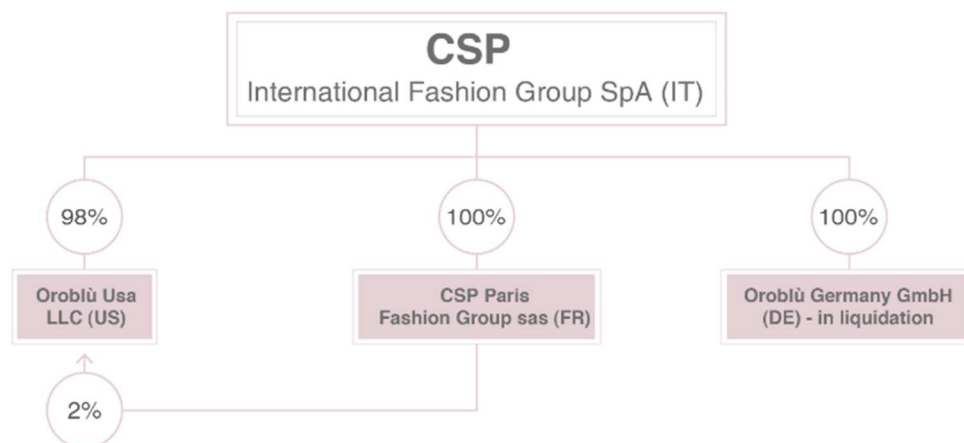 CSP
International Fashion Group SpA (IT)
98%
100%
100%
Oroblù Usa
LLC (US)
CSP Paris
Fashion Group sas (FR)
Oroblù Germany GmbH
(DE) - in liquidation
2%